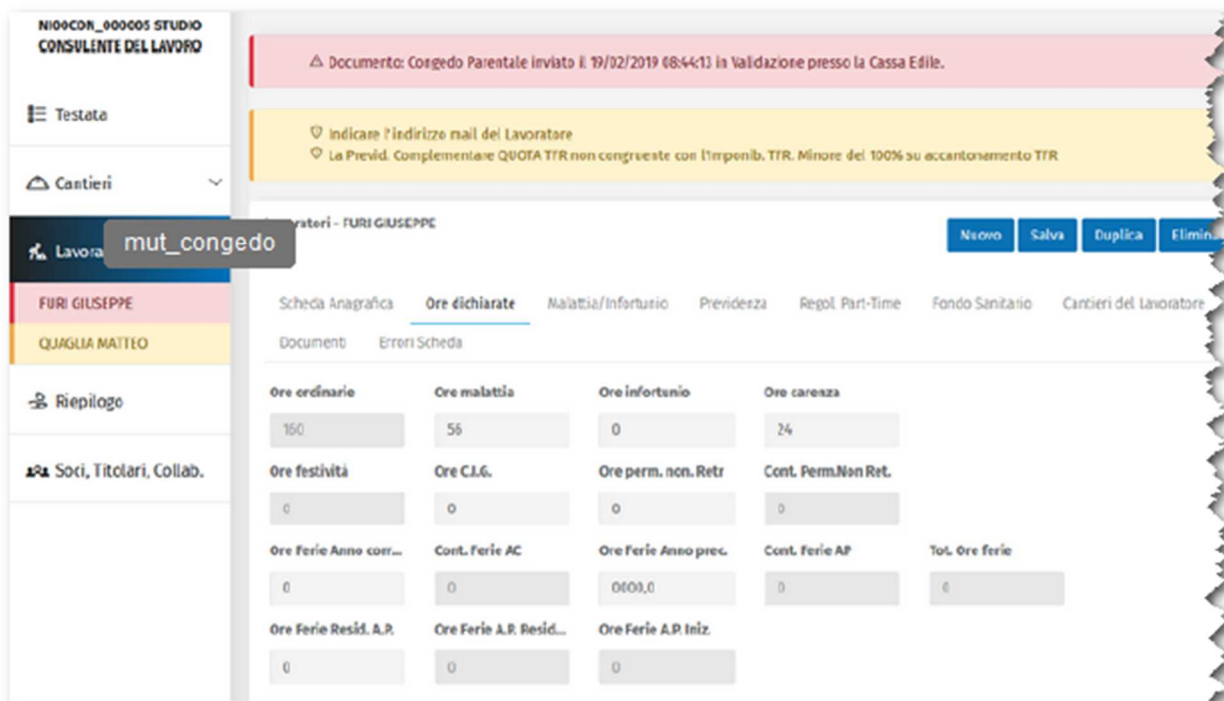 NI00CON_000005 STUDIO
CONSULENTE DEL LAVORO
Testata
Cantieri
Lavora
mut_congedo
FURI GIUSEPPE
QUAGLIA MATTEO
Riepilogo
Soci, Titolari, Collab.
Documento: Congedo Parentale inviato il 19/02/2019 08:44:13 in Validazione presso la Cassa Edile.
Indicare l'indirizzo mail del Lavoratore
La Previd. Complementare QUOTA TFR non congruente con l'Imponib. TFR. Minore del 100% su accantonamento TFR
ratori - FURI GIUSEPPE
Nuovo Salva Duplica Elimina
Scheda Anagrafica Ore dichiarate Malattia/Infortunio Previdenza Regol. Part-Time Fondo Sanitario Cantieri del Lavoratore
Documenti Errori Scheda
Ore ordinarie Ore malattia Ore infortunio Ore carenza
160 56 0 24
Ore festività Ore C.I.G. Ore perm. non. Retr Cont. Perm.Non Ret.
0 0 0 0
Ore Ferie Anno corr... Cont. Ferie AC Ore Ferie Anno prec. Cont. Ferie AP Tot. Ore ferie
0 0 0000,0 0 0
Ore Ferie Resid. A.P. Ore Ferie A.P. Resid... Ore Ferie A.P. Iniz.
0 0 0